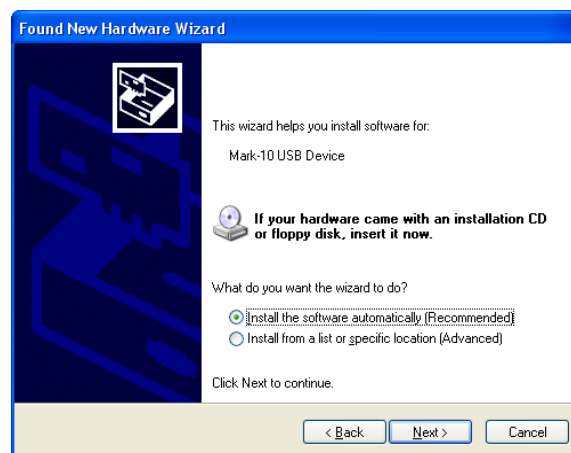 Found New Hardware Wizard
This wizard helps you install software for:
Mark-10 USB Device
If your hardware came with an installation CD
or floppy disk, insert it now.
What do you want the wizard to do?
Install the software automatically (Recommended)
Install from a list or specific location (Advanced)
Click Next to continue.
< Back Next > Cancel